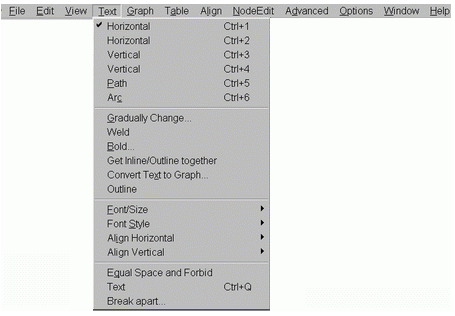 File Edit View Text Graph Table Align NodeEdit Advanced Options Window Help
✔ Horizontal Ctrl+1
Horizontal Ctrl+2
Vertical Ctrl+3
Vertical Ctrl+4
Path Ctrl+5
Arc Ctrl+6
Gradually Change...
Weld
Bold...
Get Inline/Outline together
Convert Text to Graph...
Outline
Font/Size
Font Style
Align Horizontal
Align Vertical
Equal Space and Forbid
Text Ctrl+Q
Break apart...